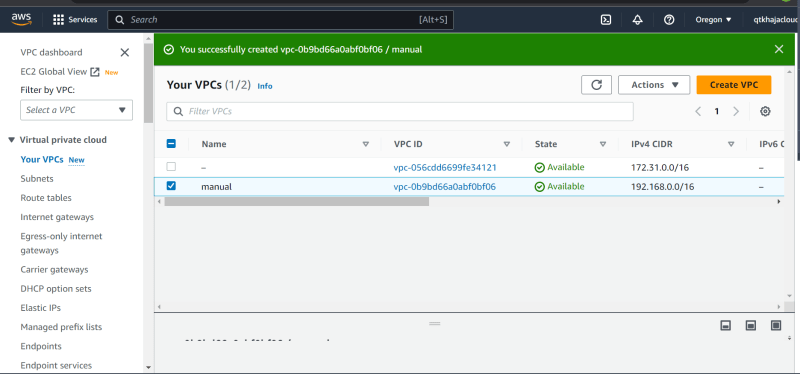 aws Services Search [Alt+S] Oregon qtkhajacloud
VPC dashboard
EC2 Global View New
Filter by VPC:
Select a VPC
Virtual private cloud
Your VPCs New
Subnets
Route tables
Internet gateways
Egress-only internet
gateways
Carrier gateways
DHCP option sets
Elastic IPs
Managed prefix lists
Endpoints
Endpoint services
You successfully created vpc-0b9bd66a0abf0bf06 / manual
Your VPCs (1/2) Info
Actions
Create VPC
Filter VPCs
1
Name VPC ID State IPv4 CIDR IPv6 C
– vpc-056cdd6699fe34121 Available 172.31.0.0/16 –
manual vpc-0b9bd66a0abf0bf06 Available 192.168.0.0/16 –